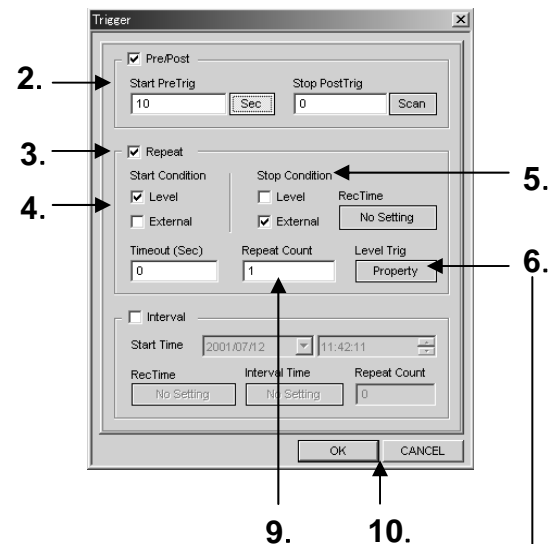 Trigger
Pre/Post
2.
Start PreTrig Stop PostTrig
10 Sec 0 Scan
3.
Repeat
Start Condition Stop Condition
5.
4.
Level Level RecTime
External External No Setting
Timeout (Sec) Repeat Count Level Trig
6.
0 1 Property
Interval
Start Time 2001/07/12 11:42:11
RecTime Interval Time Repeat Count
No Setting No Setting 0
OK CANCEL
9. 10.